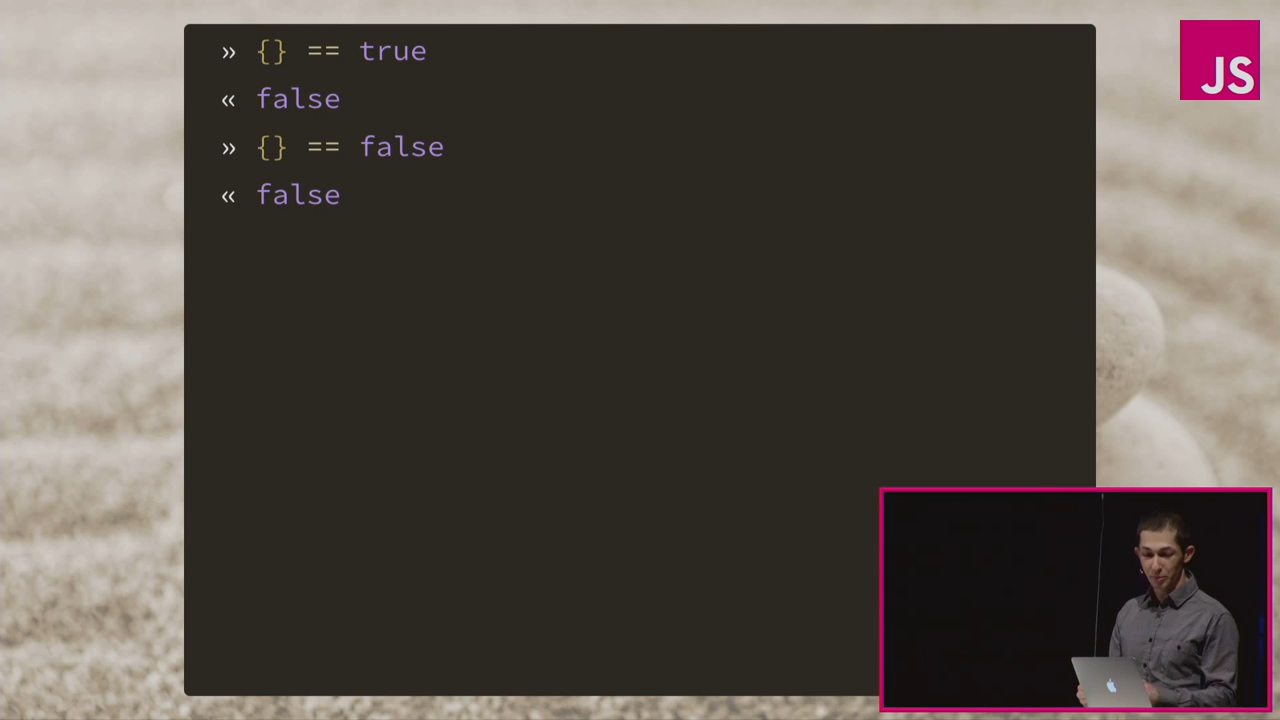 » {} == true
« false
» {} == false
« false
JS